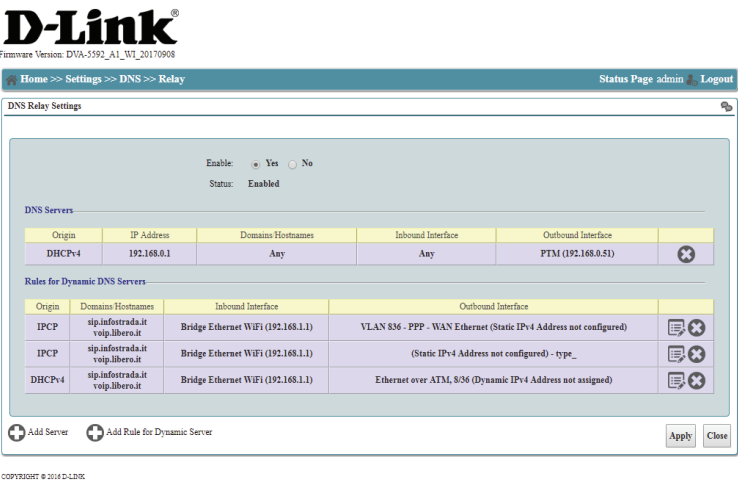 D-Link®
Firmware Version: DVA-5592_A1_WI_20170908
Home >> Settings >> DNS >> Relay Status Page admin Logout
DNS Relay Settings
Enable: Yes No
Status: Enabled
DNS Servers
Origin IP Address Domains/Hostnames Inbound Interface Outbound Interface
DHCPv4 192.168.0.1 Any Any PTM (192.168.0.51)
Rules for Dynamic DNS Servers
Origin Domains/Hostnames Inbound Interface Outbound Interface
IPCP sip.infostrada.it voip.libero.it Bridge Ethernet WiFi (192.168.1.1) VLAN 836 - PPP - WAN Ethernet (Static IPv4 Address not configured)
IPCP sip.infostrada.it voip.libero.it Bridge Ethernet WiFi (192.168.1.1) (Static IPv4 Address not configured) - type_
DHCPv4 sip.infostrada.it voip.libero.it Bridge Ethernet WiFi (192.168.1.1) Ethernet over ATM, 8/36 (Dynamic IPv4 Address not assigned)
Add Server Add Rule for Dynamic Server Apply Close
COPYRIGHT © 2016 D-LINK